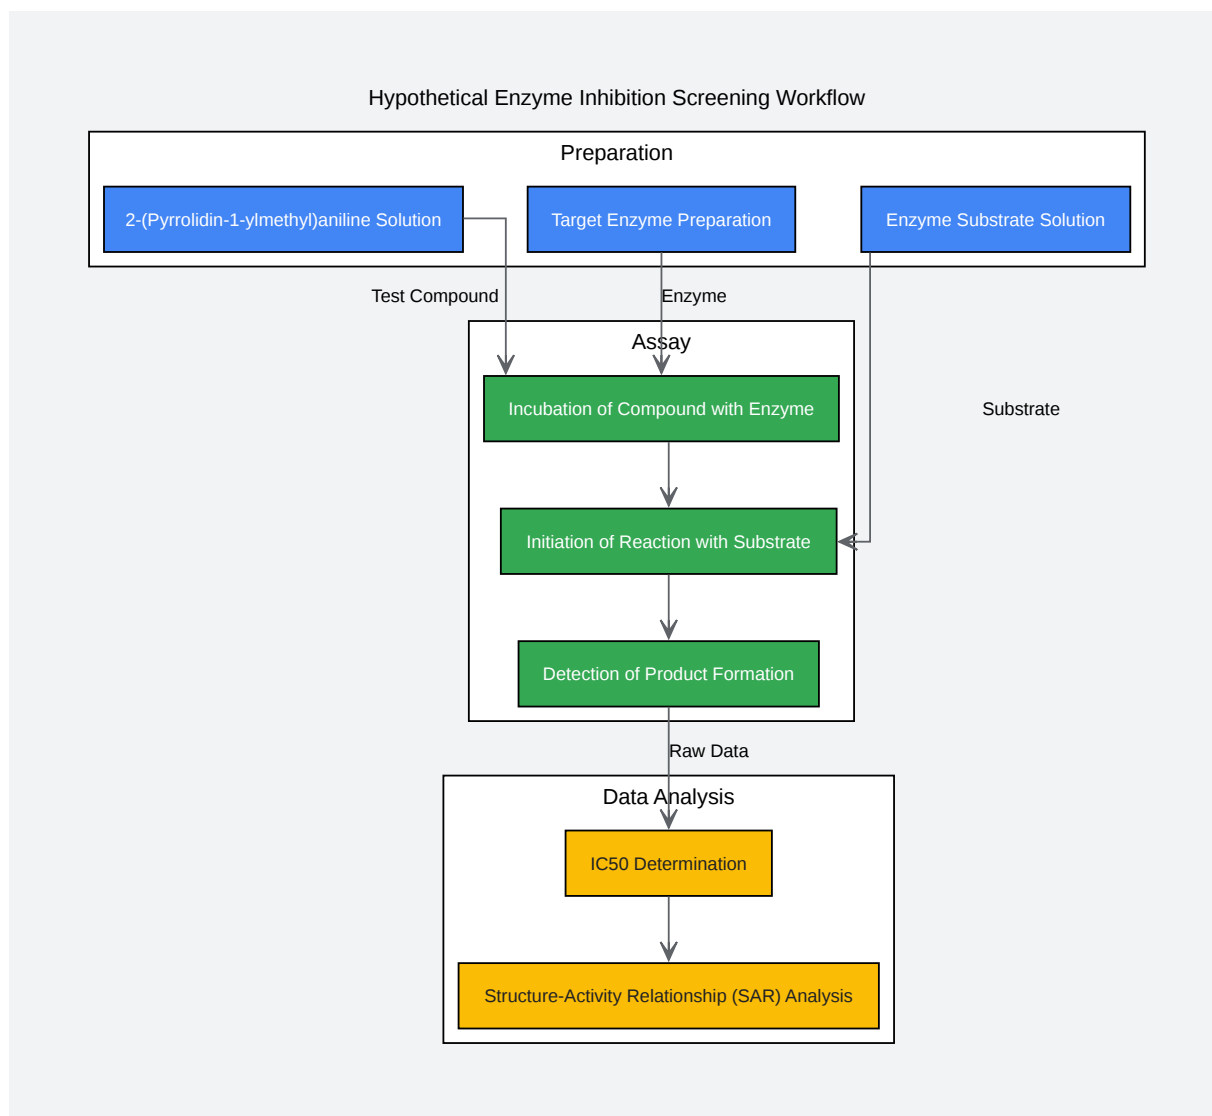 Hypothetical Enzyme Inhibition Screening Workflow
Preparation
2-(Pyrrolidin-1-ylmethyl)aniline Solution
Target Enzyme Preparation
Enzyme Substrate Solution
Test Compound
Enzyme
Assay
Incubation of Compound with Enzyme
Substrate
Initiation of Reaction with Substrate
Detection of Product Formation
Raw Data
Data Analysis
IC50 Determination
Structure-Activity Relationship (SAR) Analysis